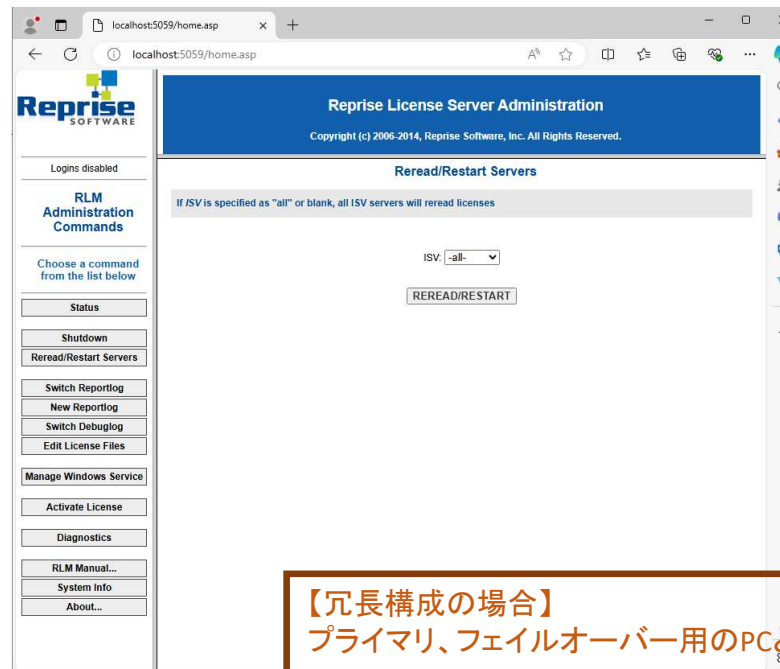 localhost:5059/home.asp
localhost:5059/home.asp
Reprise
SOFTWARE
Reprise License Server Administration
Copyright (c) 2006-2014, Reprise Software, Inc. All Rights Reserved.
Logins disabled
RLM
Administration
Commands
Choose a command
from the list below
Status
Shutdown
Reread/Restart Servers
Switch Reportlog
New Reportlog
Switch Debuglog
Edit License Files
Manage Windows Service
Activate License
Diagnostics
RLM Manual...
System Info
About...
Reread/Restart Servers
If ISV is specified as "all" or blank, all ISV servers will reread licenses
ISV: -all-
REREAD/RESTART
【冗長構成の場合】
プライマリ、フェイルオーバー用のPC